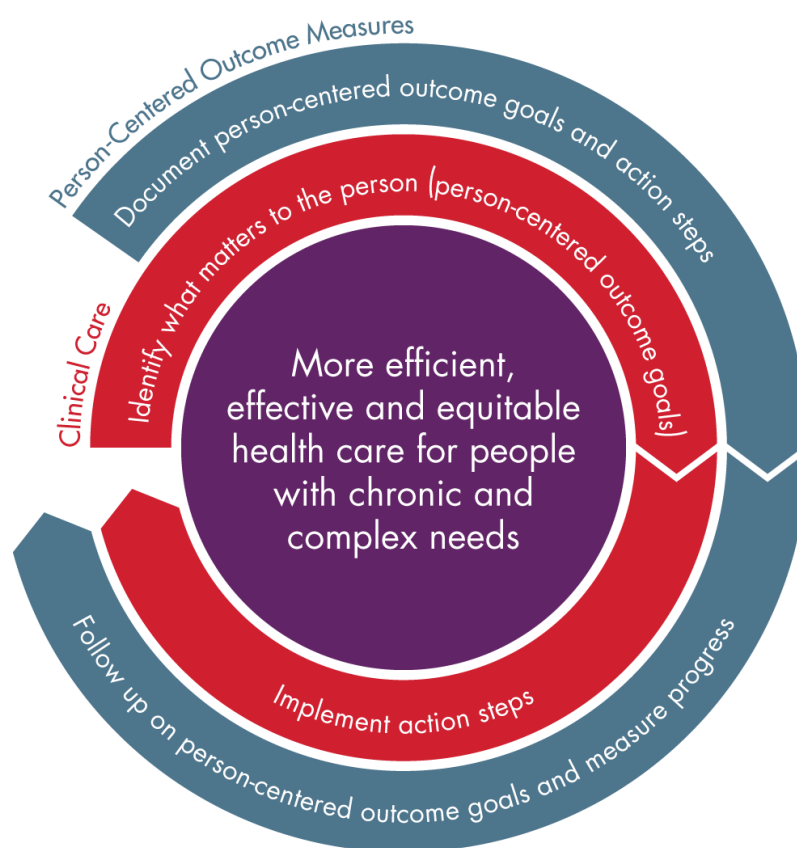 Person-Centered Outcome Measures
Document person-centered outcome goals and action steps
Clinical Care
Identify what matters to the person (person-centered outcome goals)
More efficient,
effective and equitable
health care for people
with chronic and
complex needs
Implement action steps
Follow up on person-centered outcome goals and measure progress